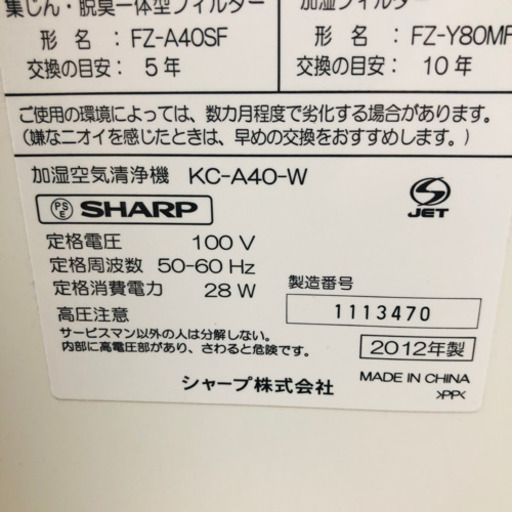 集じん・脱臭一体型フィルター
形 名 : FZ-A40SF
交換の目安 : 5 年
加湿フィルター
形 名 : FZ-Y80MF
交換の目安 : 10 年
ご使用の環境によっては、数カ月程度で劣化する場合があります。
(嫌なニオイを感じたときは、早めの交換をおすすめします。)
加湿空気清浄機 KC-A40-W
PS E SHARP
JET
定格電圧 100 V
定格周波数 50-60 Hz
定格消費電力 28 W
高圧注意
サービスマン以外の人は分解しない。
内部に高電圧部があり、さわると危険です。
製造番号
1113470
2012年製
シャープ株式会社
MADE IN CHINA
>PP<